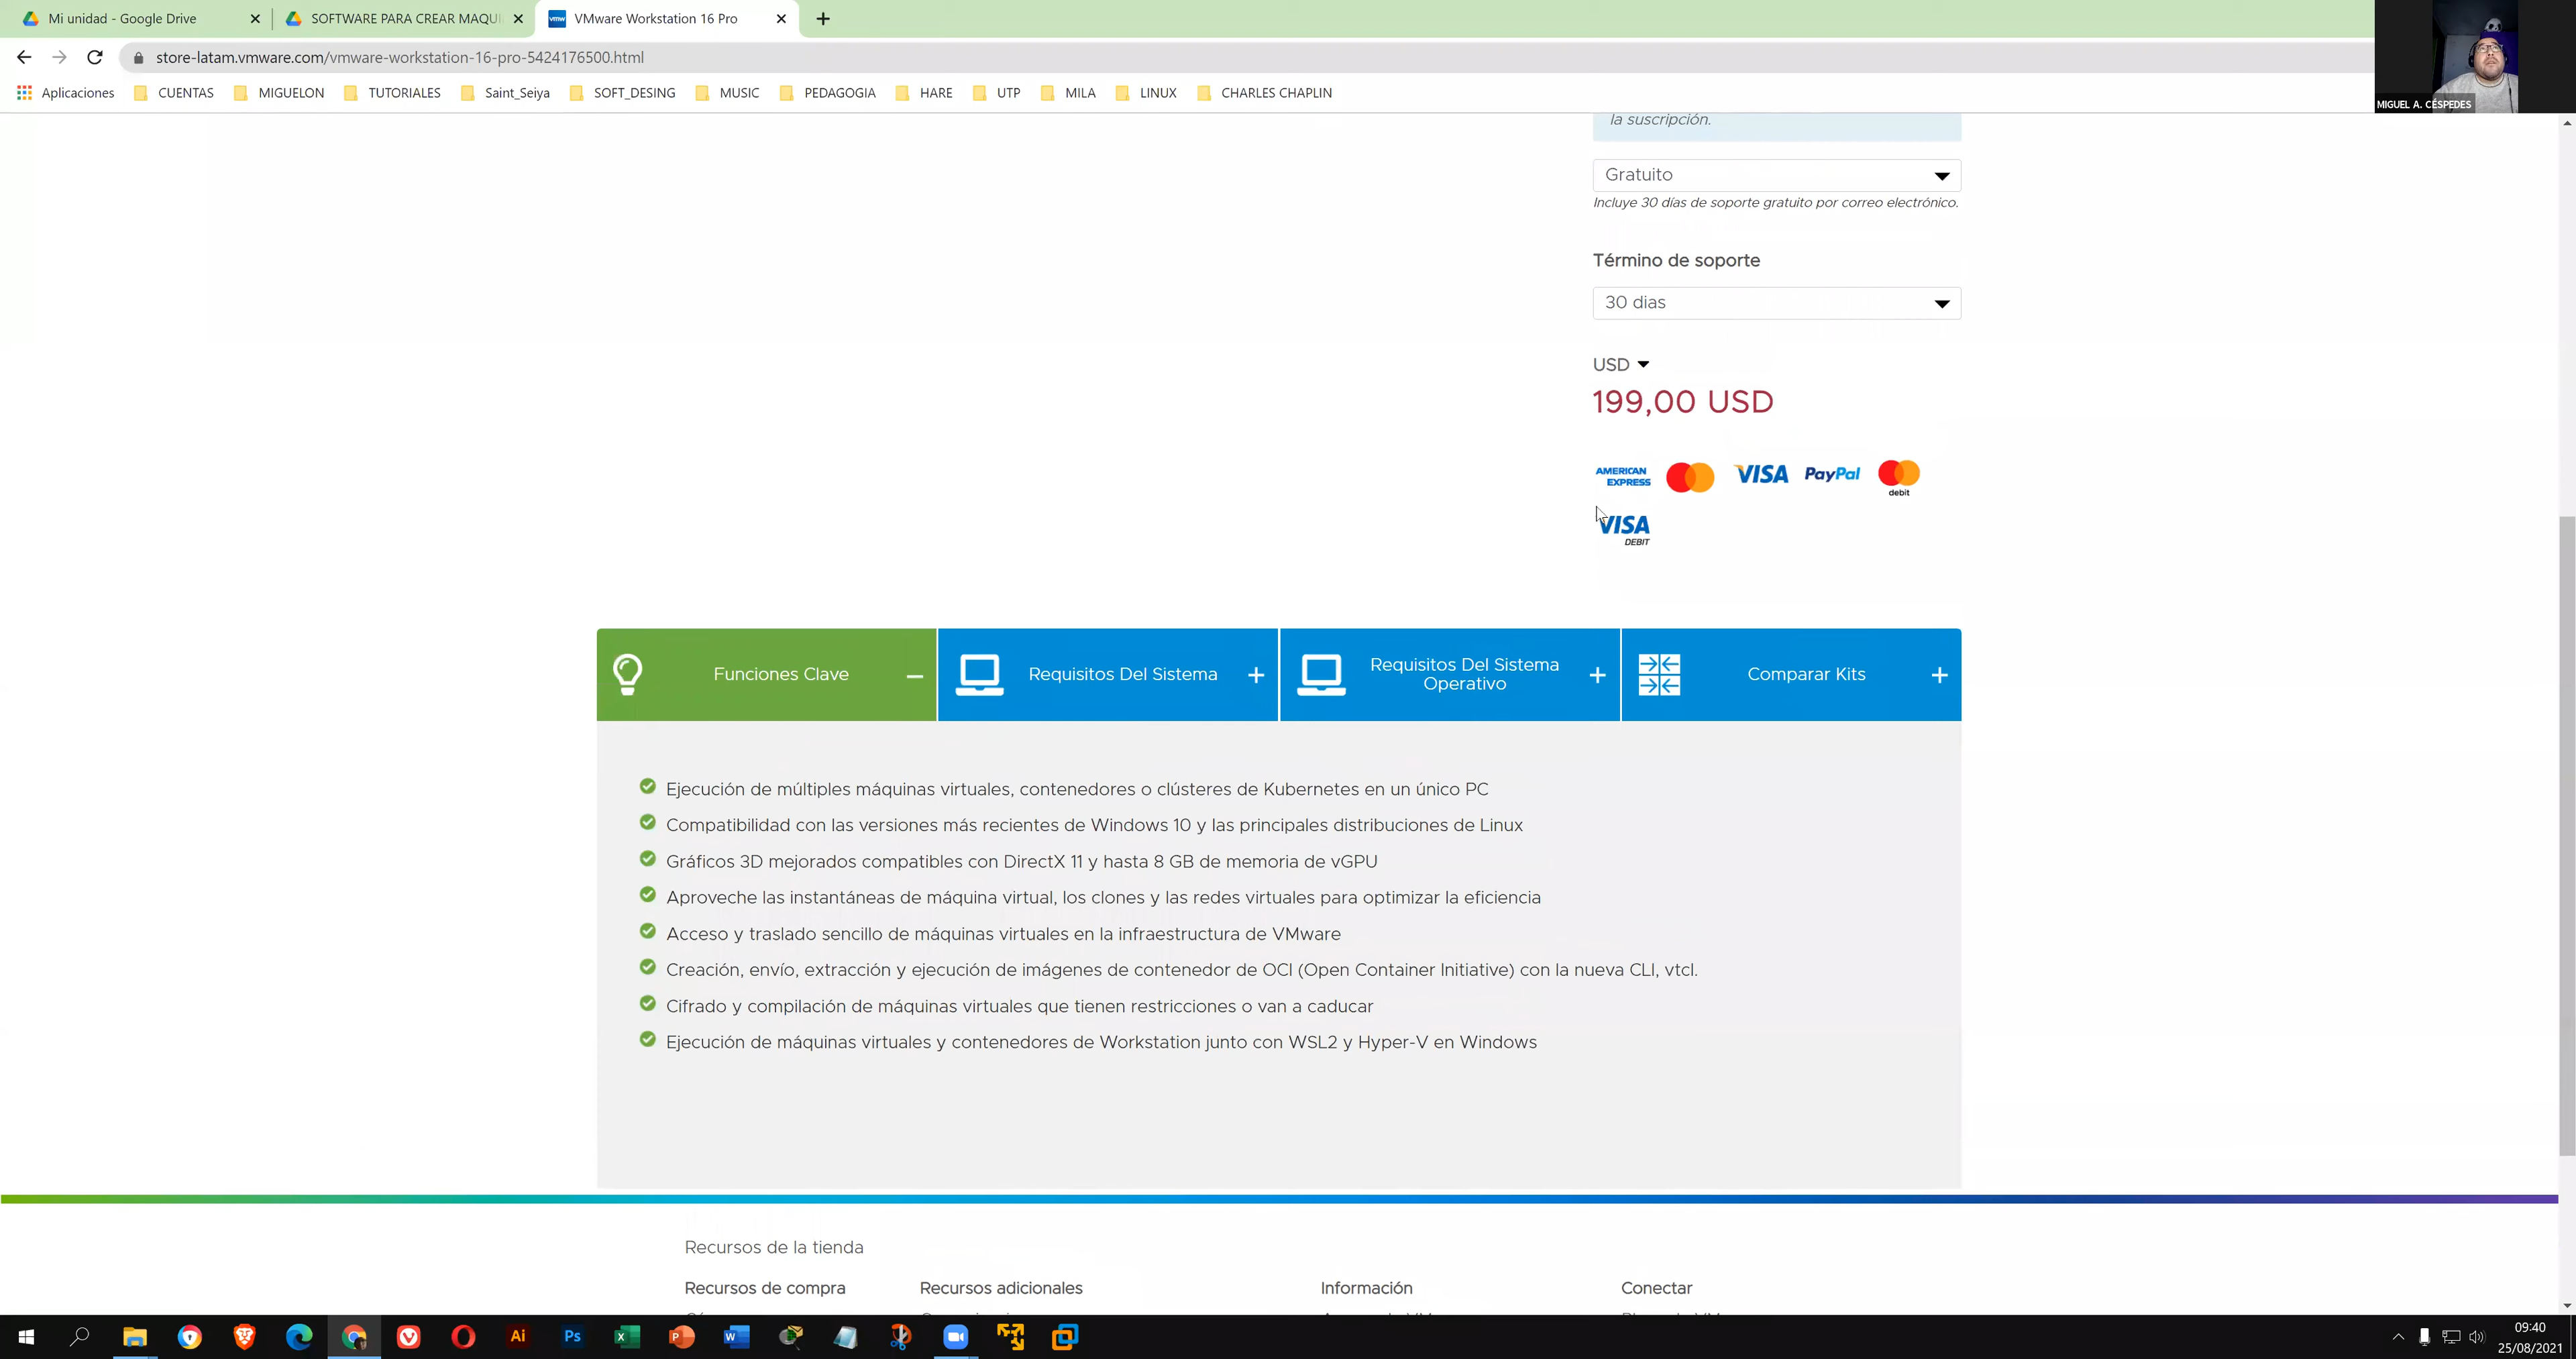 Mi unidad - Google Drive
SOFTWARE PARA CREAR MAQU
VMware Workstation 16 Pro
store-latam.vmware.com/vmware-workstation-16-pro-5424176500.html
Aplicaciones
CUENTAS
MIGUELON
TUTORIALES
Saint_Seiya
SOFT_DESING
MUSIC
PEDAGOGIA
HARE
UTP
MILA
LINUX
CHARLES CHAPLIN
MIGUEL A. CÉSPEDES
la suscripción.
Gratuito
Incluye 30 días de soporte gratuito por correo electrónico.
Término de soporte
30 dias
USD
199,00 USD
AMERICAN
EXPRESS
VISA
PayPal
debit
VISA
DEBIT
Funciones Clave
Requisitos Del Sistema
Requisitos Del Sistema
Operativo
Comparar Kits
Ejecución de múltiples máquinas virtuales, contenedores o clústeres de Kubernetes en un único PC
Compatibilidad con las versiones más recientes de Windows 10 y las principales distribuciones de Linux
Gráficos 3D mejorados compatibles con DirectX 11 y hasta 8 GB de memoria de vGPU
Aproveche las instantáneas de máquina virtual, los clones y las redes virtuales para optimizar la eficiencia
Acceso y traslado sencillo de máquinas virtuales en la infraestructura de VMware
Creación, envío, extracción y ejecución de imágenes de contenedor de OCI (Open Container Initiative) con la nueva CLI, vtcl.
Cifrado y compilación de máquinas virtuales que tienen restricciones o van a caducar
Ejecución de máquinas virtuales y contenedores de Workstation junto con WSL2 y Hyper-V en Windows
Recursos de la tienda
Recursos de compra
Recursos adicionales
Información
Conectar
09:40
25/08/2021